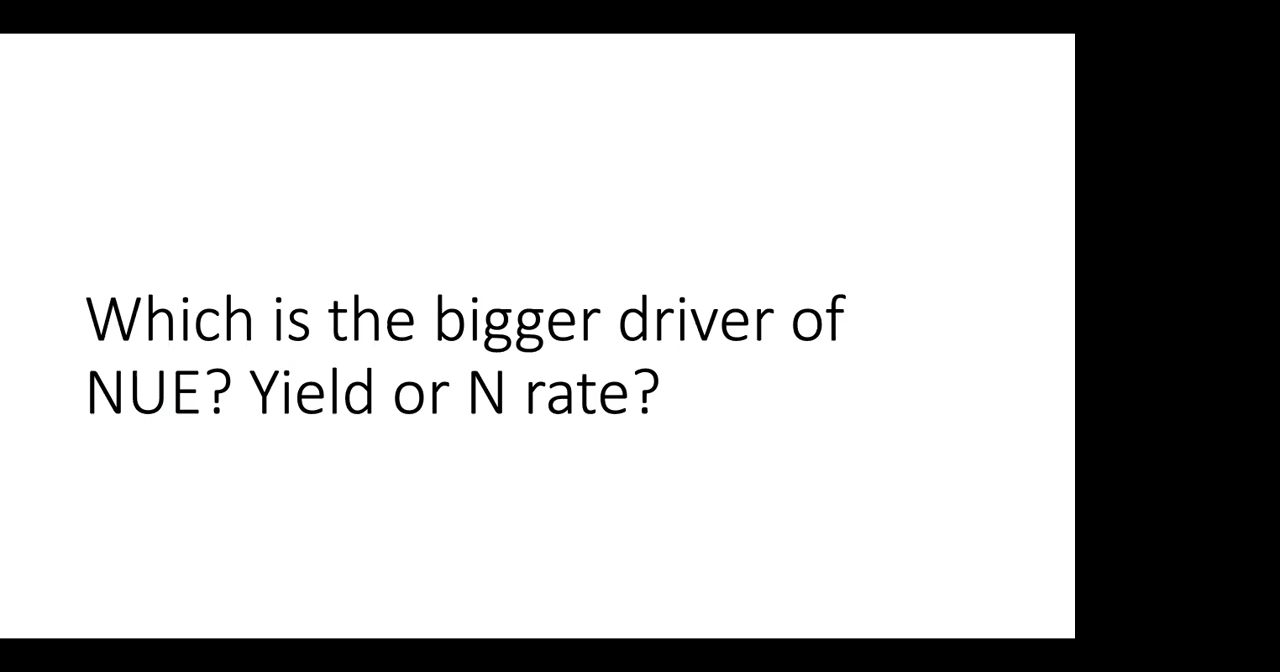 Which is the bigger driver of
NUE? Yield or N rate?